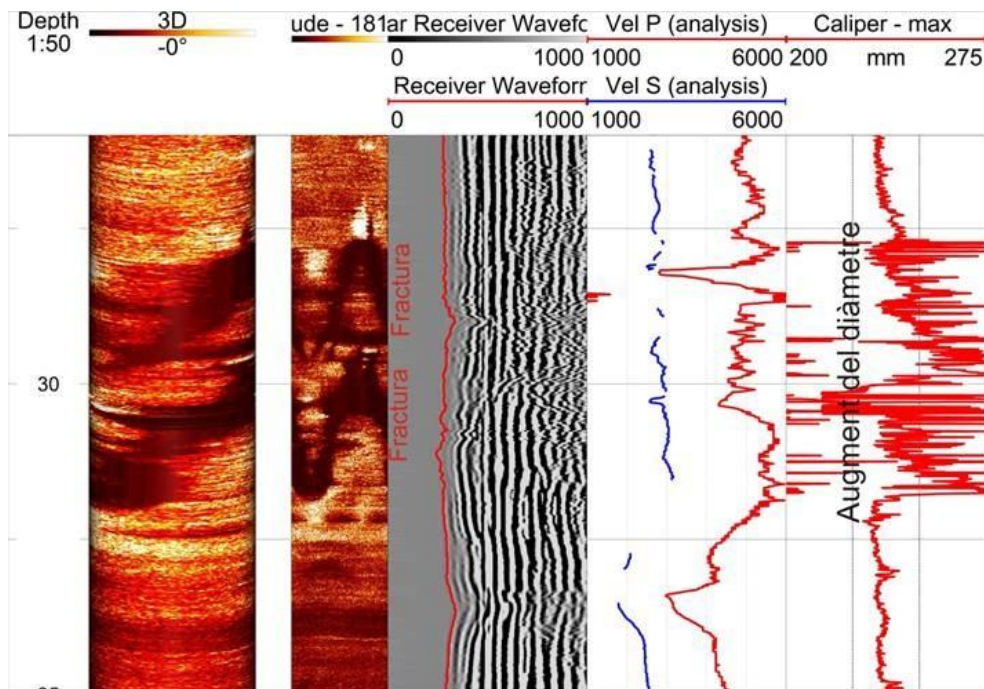 Depth
1:50
3D
-0°
ude - 181
ar Receiver Wavefo
0 1000
Receiver Waveforr
0 1000
Vel P (analysis)
1000 6000
Vel S (analysis)
1000 6000
Caliper - max
200 mm 275
Fractura
Fractura
Augment del diàmetre
30